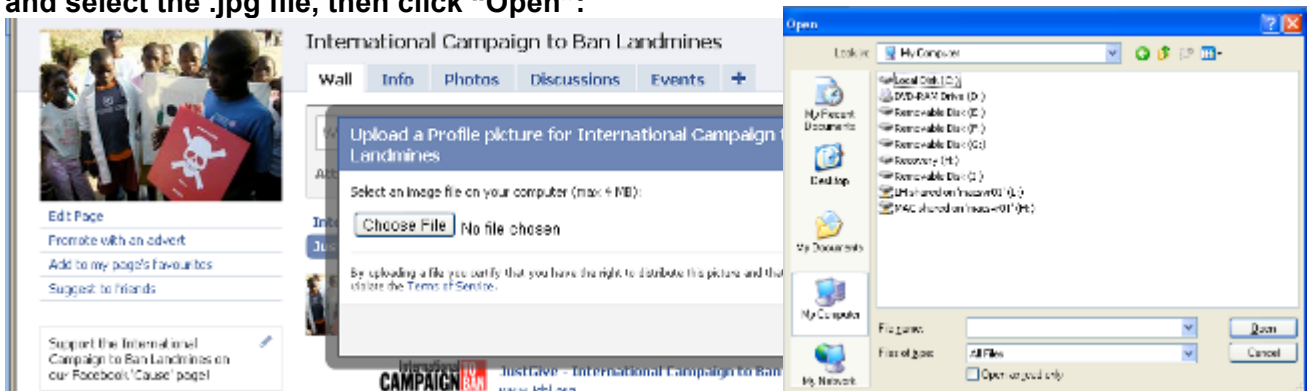 and select the .jpg file, then click "Open":
International Campaign to Ban Landmines
Wall Info Photos Discussions Events +
Upload a Profile picture for International Campaign
Landmines
Select an image file on your computer (max 4 MB):
Choose File No file chosen
By uploading a file you certify that you have the right to distribute this picture and that
violate the Terms of Service.
Edit Page
Promote with an advert
Add to my page's favourites
Suggest to friends
Support the International
Campaign to Ban Landmines on
our Facebook 'Cause' page!
International
CAMPAIGN TO BAN
JustGive - International Campaign to Ban
Open
Look in: My Computer
My Recent
Documents
Desktop
My Documents
My Computer
My Network
Local Disk (C:)
DVD-RAM Drive (D:)
Removable Disk (E:)
Removable Disk (F:)
Removable Disk (G:)
Recovery (H:)
Removable Disk (I:)
File name:
Open
Files of type: All Files
Cancel
Open as read-only